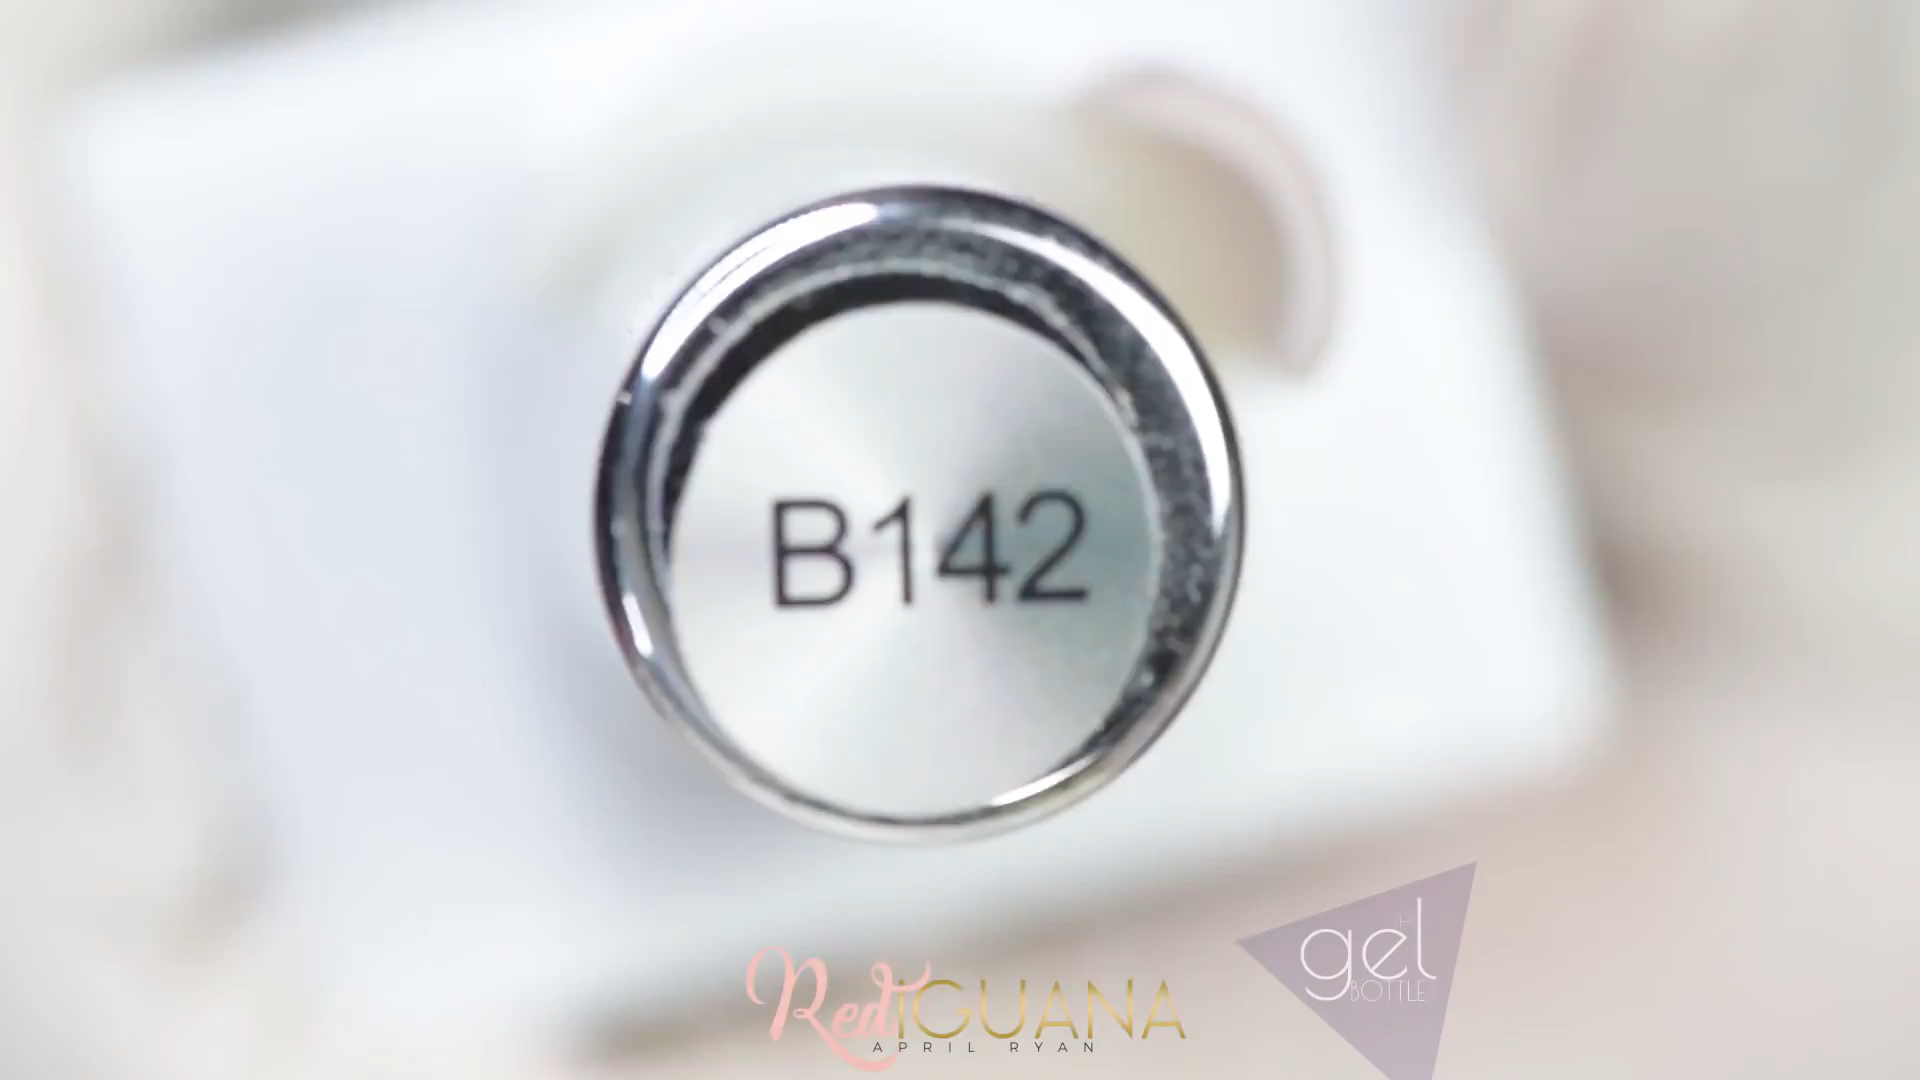 B142
THE
gel
BOTTLE
Red IGUANA
APRIL RYAN